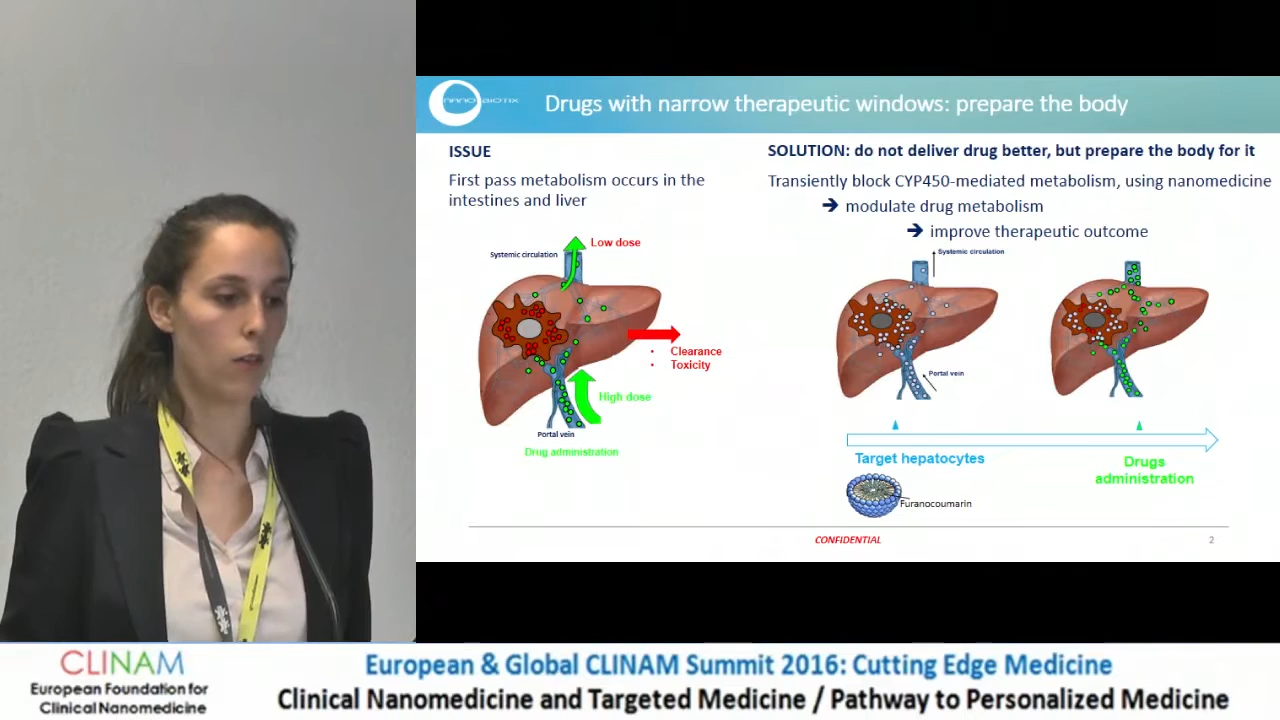 NANOBIOTIX
Drugs with narrow therapeutic windows: prepare the body
ISSUE
First pass metabolism occurs in the
intestines and liver
Systemic circulation
Low dose
• Clearance
• Toxicity
High dose
Portal vein
Drug administration
SOLUTION: do not deliver drug better, but prepare the body for it
Transiently block CYP450-mediated metabolism, using nanomedicine
➔ modulate drug metabolism
➔ improve therapeutic outcome
Systemic circulation
Portal vein
Target hepatocytes
Furanocoumarin
Drugs
administration
CONFIDENTIAL
2
CLINAM
European Foundation for
Clinical Nanomedicine
European & Global CLINAM Summit 2016: Cutting Edge Medicine
Clinical Nanomedicine and Targeted Medicine / Pathway to Personalized Medicine